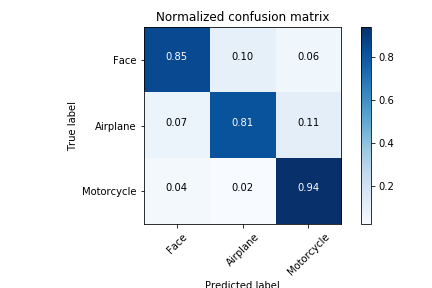 Normalized confusion matrix
True label
Face 0.85 0.10 0.06
Airplane 0.07 0.81 0.11
Motorcycle 0.04 0.02 0.94
Face Airplane Motorcycle
Predicted label
0.8
0.6
0.4
0.2